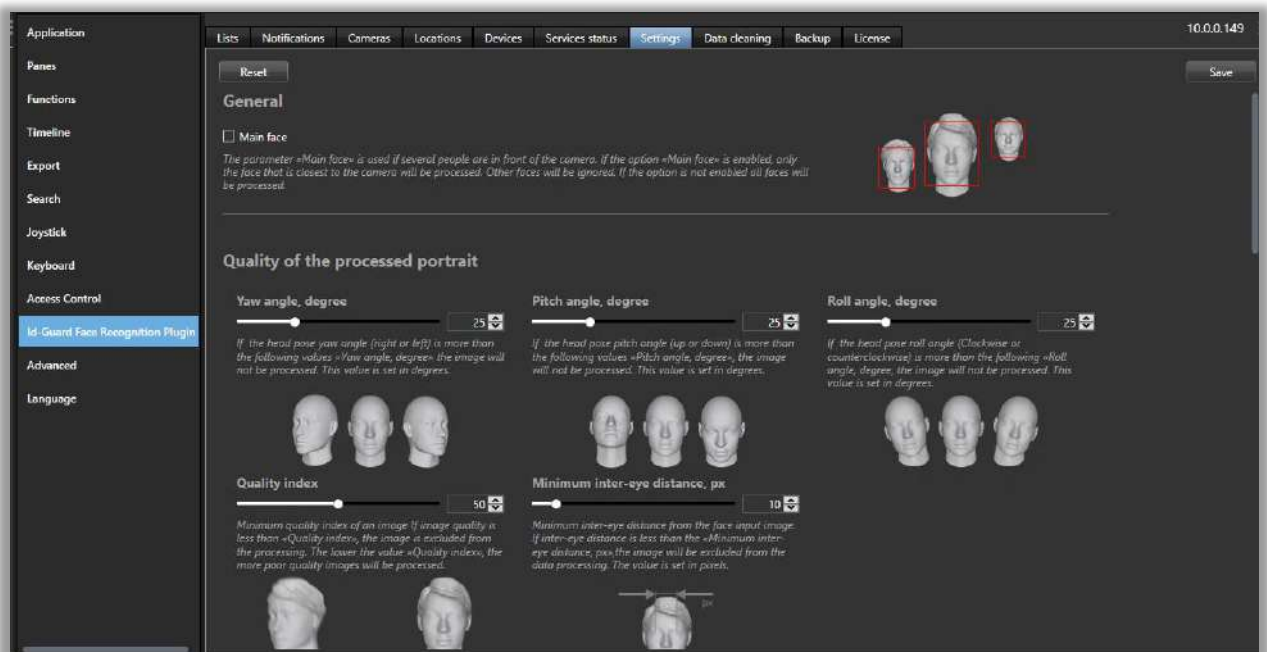 Application
Panes
Functions
Timeline
Export
Search
Joystick
Keyboard
Access Control
Id-Guard Face Recognition Plugin
Advanced
Language
Lists Notifications Cameras Locations Devices Services status Settings Data cleaning Backup License
10.0.0.149
Reset
Save
General
Main face
The parameter «Main face» is used if several people are in front of the camera. If the option «Main face» is enabled, only
the face that is closest to the camera will be processed. Other faces will be ignored. If the option is not enabled all faces will
be processed.
Quality of the processed portrait
Yaw angle, degree
25
If the head pose yaw angle (right or left) is more than
the following values «Yaw angle, degree» the image will
not be processed. This value is set in degrees.
Pitch angle, degree
25
If the head pose pitch angle (up or down) is more than
the following values «Pitch angle, degree», the image
will not be processed. This value is set in degrees.
Roll angle, degree
25
If the head pose roll angle (Clockwise or
counterclockwise) is more than the following «Roll
angle, degree, the image will not be processed. This
value is set in degrees.
Quality index
50
Minimum quality index of an image If image quality is
less than «Quality index», the image is excluded from
the processing. The lower the value «Quality index», the
more poor quality images will be processed.
Minimum inter-eye distance, px
10
Minimum inter-eye distance from the face input image.
If inter-eye distance is less than the «Minimum inter-
eye distance, px»,the image will be excluded from the
data processing. The value is set in pixels.
px